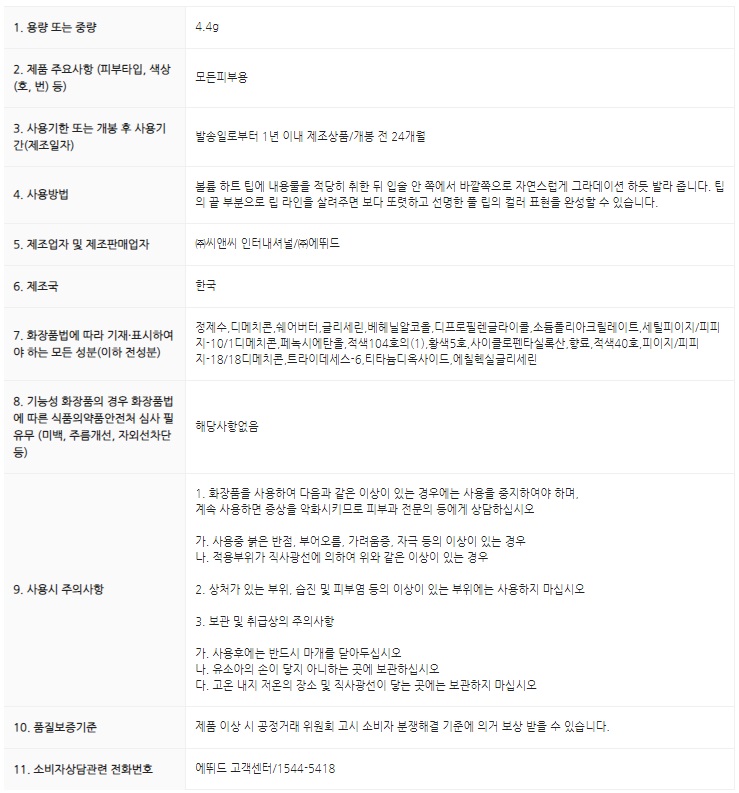 1. 용량 또는 중량
4.4g
2. 제품 주요사항 (피부타입, 색상
(호, 번) 등)
모든피부용
3. 사용기한 또는 개봉 후 사용기
간(제조일자)
발송일로부터 1년 이내 제조상품/개봉 전 24개월
4. 사용방법
볼륨 하트 팁에 내용물을 적당히 취한 뒤 입술 안 쪽에서 바깥쪽으로 자연스럽게 그라데이션 하듯 발라 줍니다. 팁
의 끝 부분으로 립 라인을 살려주면 보다 또렷하고 선명한 풀 립의 컬러 표현을 완성할 수 있습니다.
5. 제조업자 및 제조판매업자
㈜씨앤씨 인터내셔널/㈜에뛰드
6. 제조국
한국
7. 화장품법에 따라 기재·표시하여
야 하는 모든 성분(이하 전성분)
정제수,디메치콘,쉐어버터,글리세린,베헤닐알코올,디프로필렌글라이콜,소듐폴리아크릴레이트,세틸피이지/피피
지-10/1디메치콘,페녹시에탄올,적색104호의(1),황색5호,사이클로펜타실록산,향료,적색40호,피이지/피피
지-18/18디메치콘,트라이데세스-6,티타늄디옥사이드,에칠헥실글리세린
8. 기능성 화장품의 경우 화장품법
에 따른 식품의약품안전처 심사 필
유무 (미백, 주름개선, 자외선차단
등)
해당사항없음
9. 사용시 주의사항
1. 화장품을 사용하여 다음과 같은 이상이 있는 경우에는 사용을 중지하여야 하며,
계속 사용하면 증상을 악화시키므로 피부과 전문의 등에게 상담하십시오
가. 사용중 붉은 반점, 부어오름, 가려움증, 자극 등의 이상이 있는 경우
나. 적용부위가 직사광선에 의하여 위와 같은 이상이 있는 경우
2. 상처가 있는 부위, 습진 및 피부염 등의 이상이 있는 부위에는 사용하지 마십시오
3. 보관 및 취급상의 주의사항
가. 사용후에는 반드시 마개를 닫아두십시오
나. 유소아의 손이 닿지 아니하는 곳에 보관하십시오
다. 고온 내지 저온의 장소 및 직사광선이 닿는 곳에는 보관하지 마십시오
10. 품질보증기준
제품 이상 시 공정거래 위원회 고시 소비자 분쟁해결 기준에 의거 보상 받을 수 있습니다.
11. 소비자상담관련 전화번호
에뛰드 고객센터/1544-5418